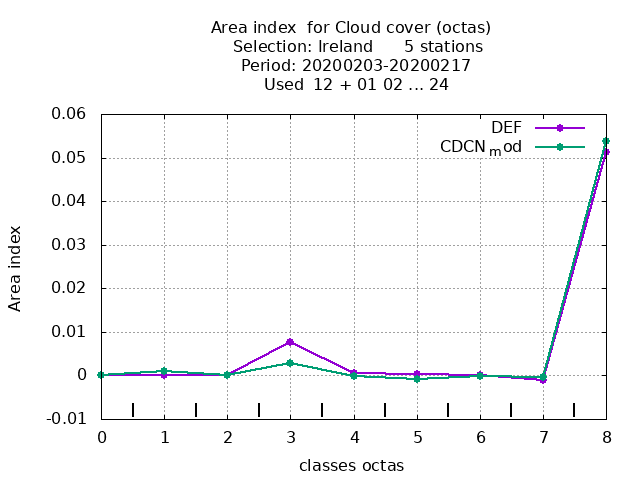 Area index  for Cloud cover (octas)
Selection: Ireland      5 stations
Period: 20200203-20200217
Used  12 + 01 02 ... 24
0.06
DEF
CDCN_mod
0.05
0.04
0.03
Area index
0.02
0.01
0
-0.01
0 1 2 3 4 5 6 7 8
classes octas